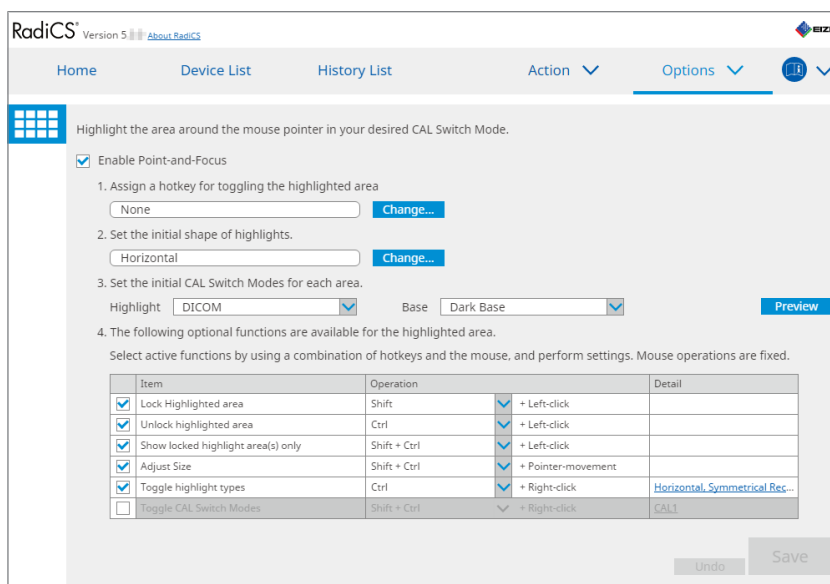 RadiCS® Version 5. About RadiCS EIZ
Home Device List History List Action Options
Highlight the area around the mouse pointer in your desired CAL Switch Mode.
Enable Point-and-Focus
1. Assign a hotkey for toggling the highlighted area
None Change...
2. Set the initial shape of highlights.
Horizontal Change...
3. Set the initial CAL Switch Modes for each area.
Highlight DICOM Base Dark Base Preview
4. The following optional functions are available for the highlighted area.
Select active functions by using a combination of hotkeys and the mouse, and perform settings. Mouse operations are fixed.
Item Operation Detail
Lock Highlighted area Shift + Left-click
Unlock highlighted area Ctrl + Left-click
Show locked highlight area(s) only Shift + Ctrl + Left-click
Adjust Size Shift + Ctrl + Pointer-movement
Toggle highlight types Ctrl + Right-click Horizontal, Symmetrical Rec...
Toggle CAL Switch Modes Shift + Ctrl + Right-click CAL1
Undo Save